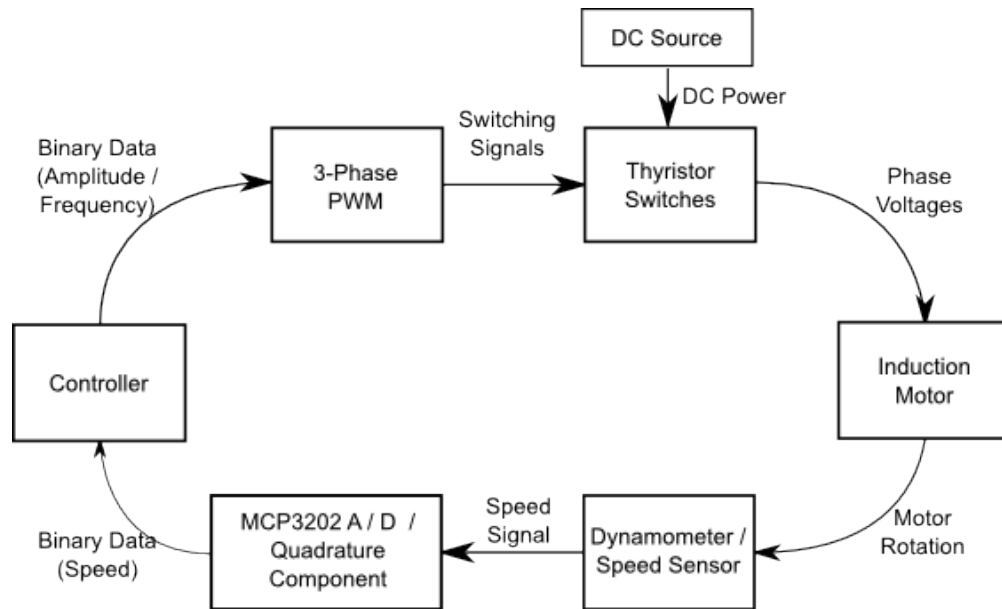 DC Source
DC Power
Binary Data
(Amplitude /
Frequency)
3-Phase
PWM
Switching
Signals
Thyristor
Switches
Phase
Voltages
Controller
Induction
Motor
Binary Data
(Speed)
MCP3202 A / D /
Quadrature
Component
Speed
Signal
Dynamometer /
Speed Sensor
Motor
Rotation